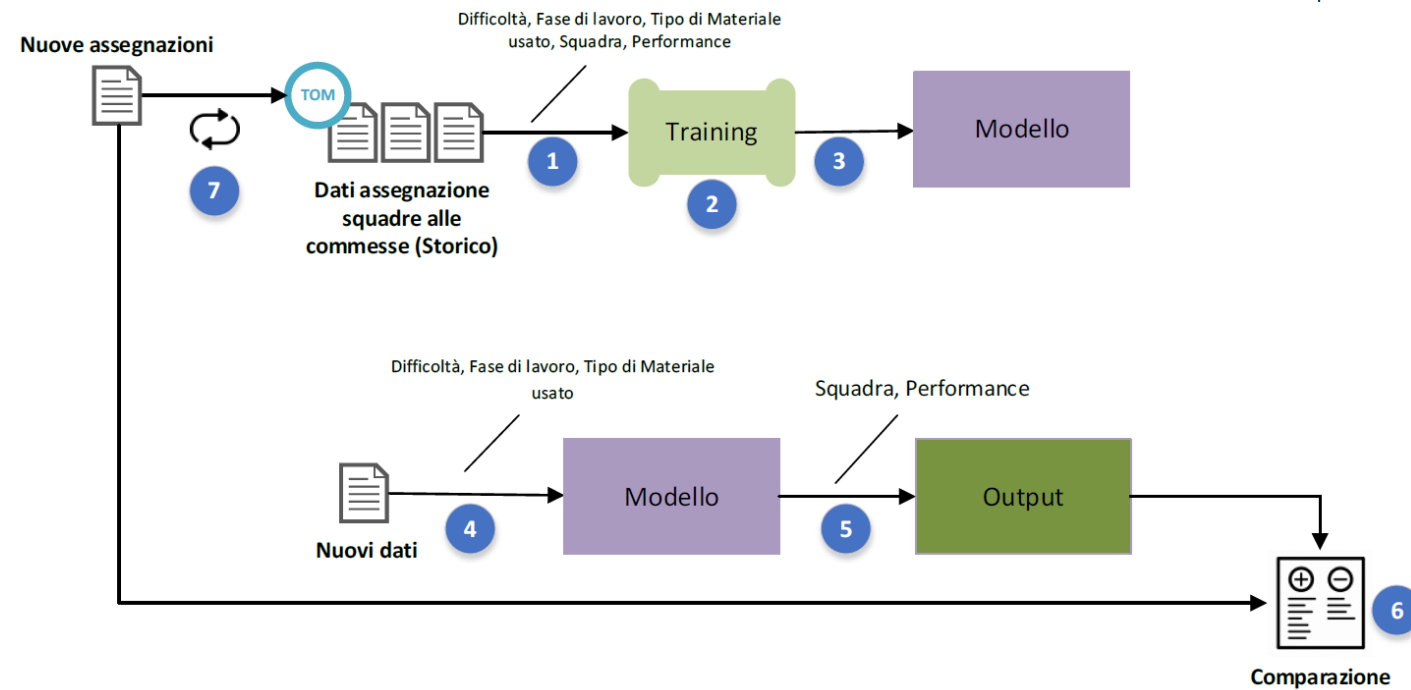 Difficoltà, Fase di lavoro, Tipo di Materiale
usato, Squadra, Performance
Nuove assegnazioni
TOM
Training
Modello
1
3
7
2
Dati assegnazione
squadre alle
commesse (Storico)
Difficoltà, Fase di lavoro, Tipo di Materiale
usato
Squadra, Performance
Modello
Output
4
5
Nuovi dati
6
Comparazione